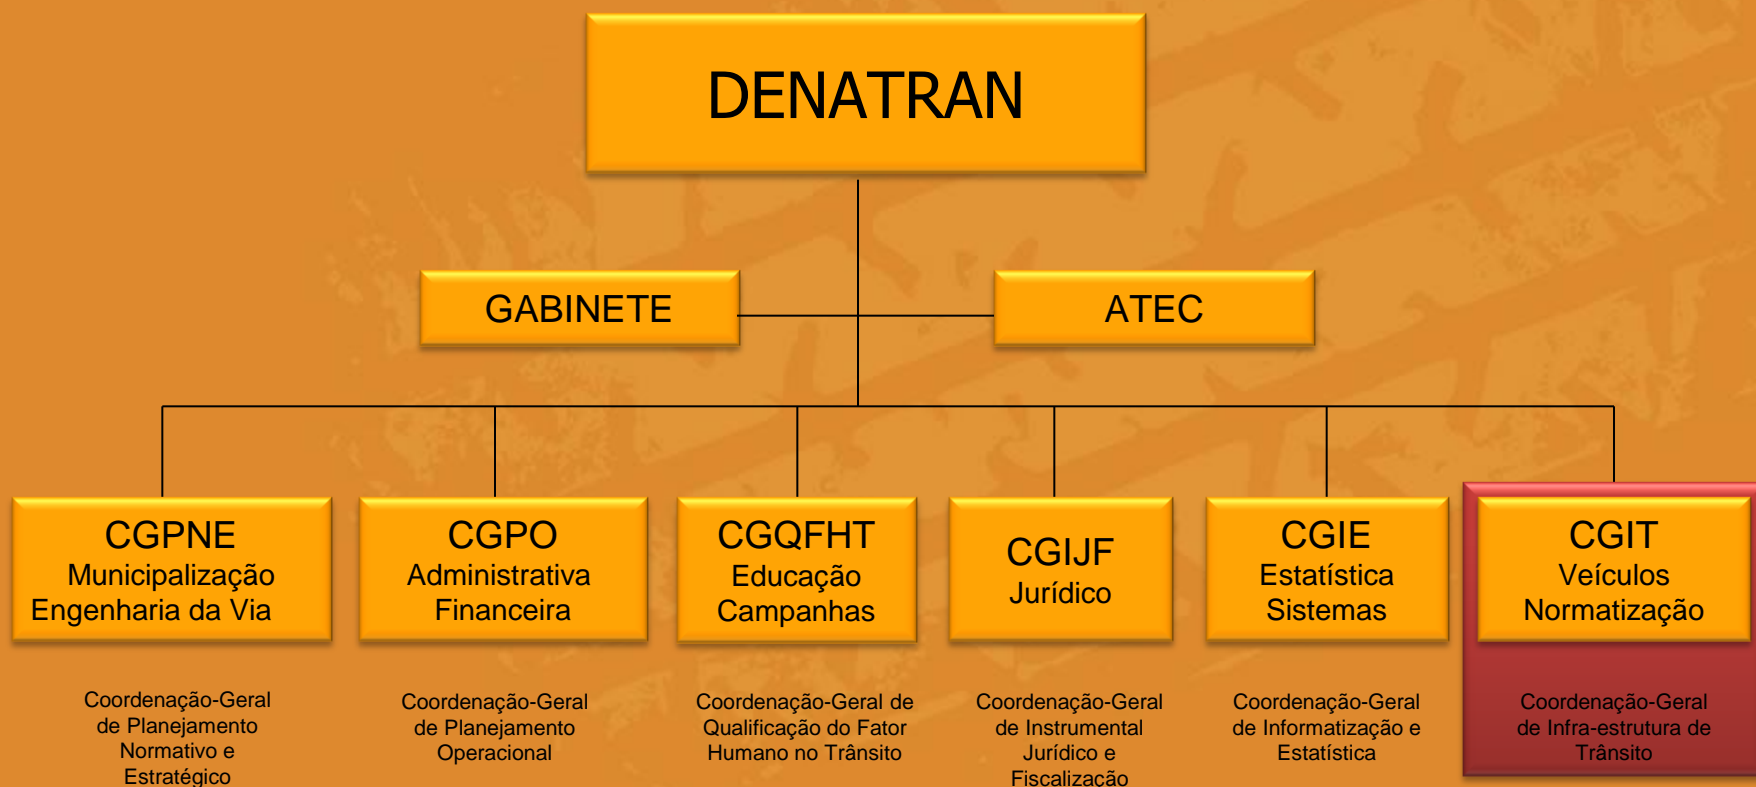 DENATRAN
GABINETE
ATEC
CGPNE
Municipalização
Engenharia da Via
CGPO
Administrativa
Financeira
CGQFHT
Educação
Campanhas
CGIJF
Jurídico
CGIE
Estatística
Sistemas
CGIT
Veículos
Normatização
Coordenação-Geral
de Planejamento
Normativo e
Estratégico
Coordenação-Geral
de Planejamento
Operacional
Coordenação-Geral de
Qualificação do Fator
Humano no Trânsito
Coordenação-Geral
de Instrumental
Jurídico e
Fiscalização
Coordenação-Geral
de Informatização e
Estatística
Coordenação-Geral
de Infra-estrutura de
Trânsito